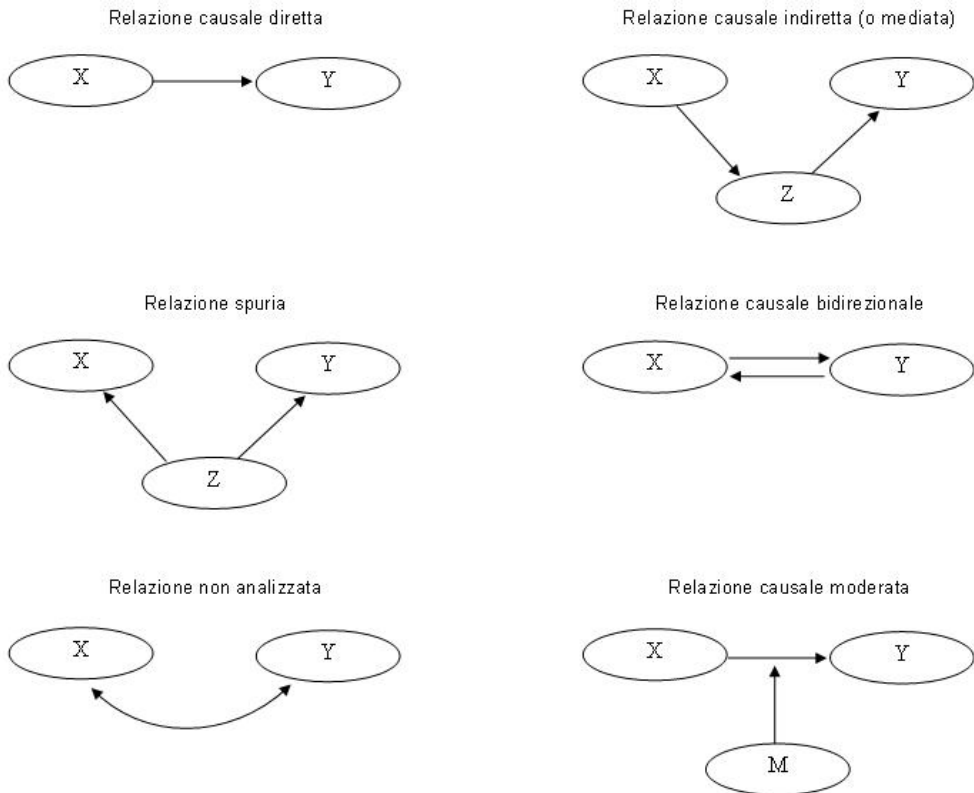 Relazione causale diretta
X
Y
Relazione causale indiretta (o mediata)
X
Y
Z
Relazione spuria
X
Y
Z
Relazione causale bidirezionale
X
Y
Relazione non analizzata
X
Y
Relazione causale moderata
X
Y
M